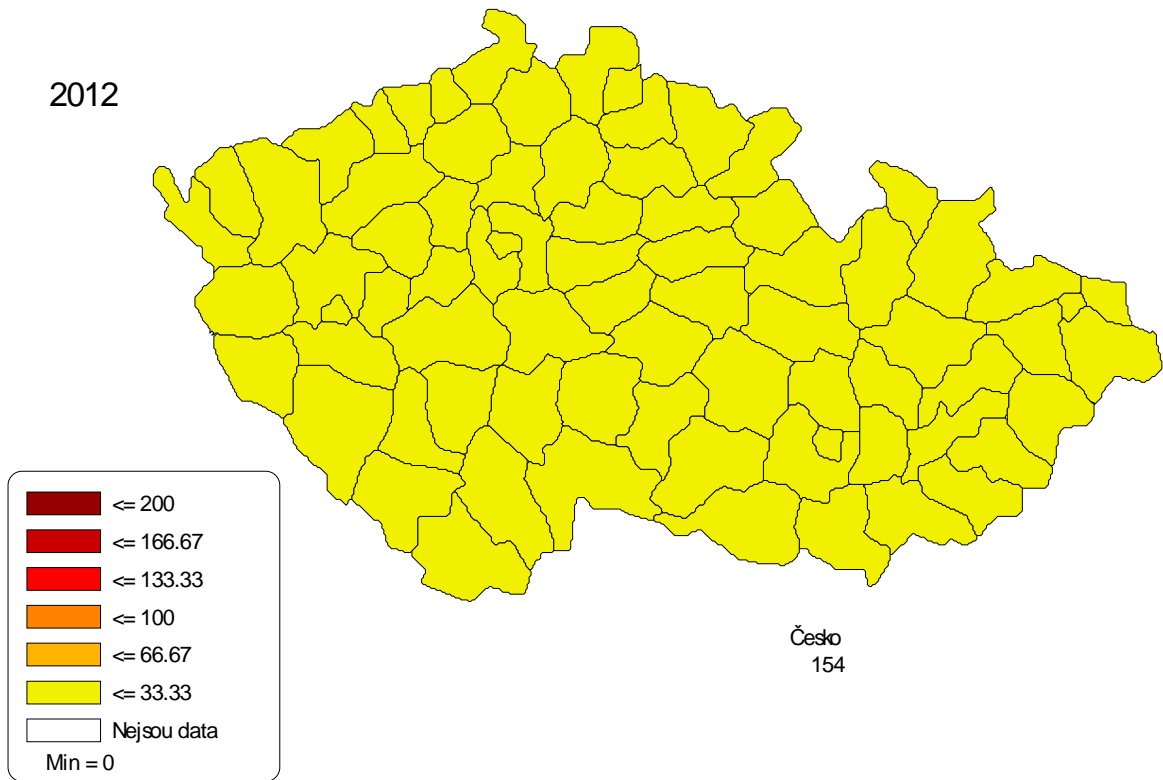 2012
<= 200
<= 166.67
<= 133.33
<= 100
<= 66.67
<= 33.33
Nejsou data
Min = 0
Česko
154